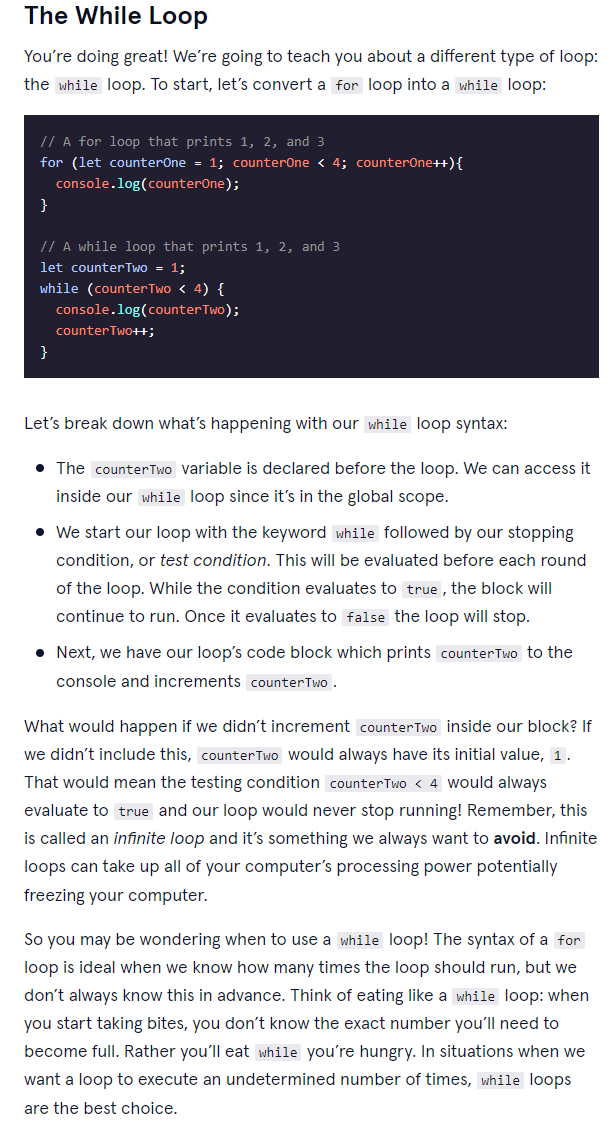 The While Loop
You’re doing great! We’re going to teach you about a different type of loop:
the while loop. To start, let’s convert a for loop into a while loop:
// A for loop that prints 1, 2, and 3
for (let counterOne = 1; counterOne < 4; counterOne++){
  console.log(counterOne);
}

// A while loop that prints 1, 2, and 3
let counterTwo = 1;
while (counterTwo < 4) {
  console.log(counterTwo);
  counterTwo++;
}
Let’s break down what’s happening with our while loop syntax:
• The counterTwo variable is declared before the loop. We can access it
inside our while loop since it’s in the global scope.
• We start our loop with the keyword while followed by our stopping
condition, or test condition. This will be evaluated before each round
of the loop. While the condition evaluates to true, the block will
continue to run. Once it evaluates to false the loop will stop.
• Next, we have our loop’s code block which prints counterTwo to the
console and increments counterTwo.
What would happen if we didn’t increment counterTwo inside our block? If
we didn’t include this, counterTwo would always have its initial value, 1.
That would mean the testing condition counterTwo < 4 would always
evaluate to true and our loop would never stop running! Remember, this
is called an infinite loop and it’s something we always want to avoid. Infinite
loops can take up all of your computer’s processing power potentially
freezing your computer.
So you may be wondering when to use a while loop! The syntax of a for
loop is ideal when we know how many times the loop should run, but we
don’t always know this in advance. Think of eating like a while loop: when
you start taking bites, you don’t know the exact number you’ll need to
become full. Rather you’ll eat while you’re hungry. In situations when we
want a loop to execute an undetermined number of times, while loops
are the best choice.